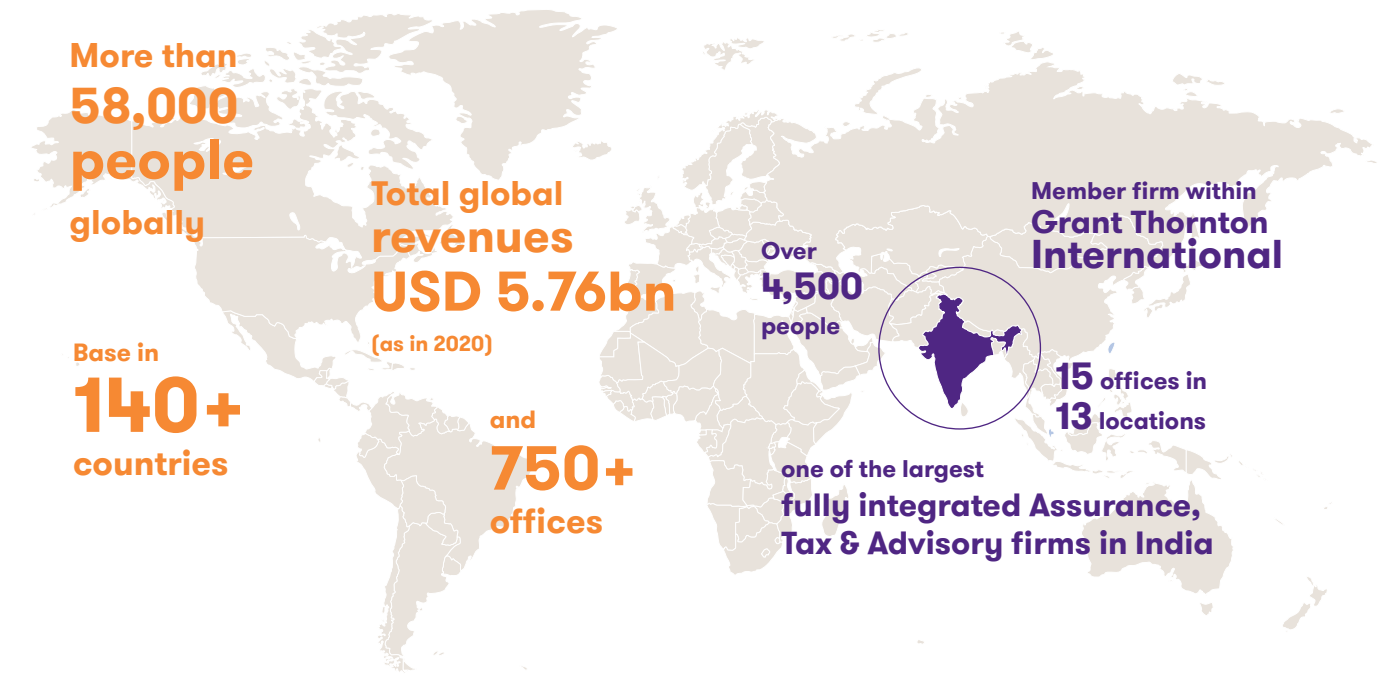 More than
58,000
people
globally
Total global
revenues
USD 5.76bn
(as in 2020)
Base in
140+
countries
and
750+
offices
Over
4,500
people
Member firm within
Grant Thornton
International
15 offices in
13 locations
one of the largest
fully integrated Assurance,
Tax & Advisory firms in India